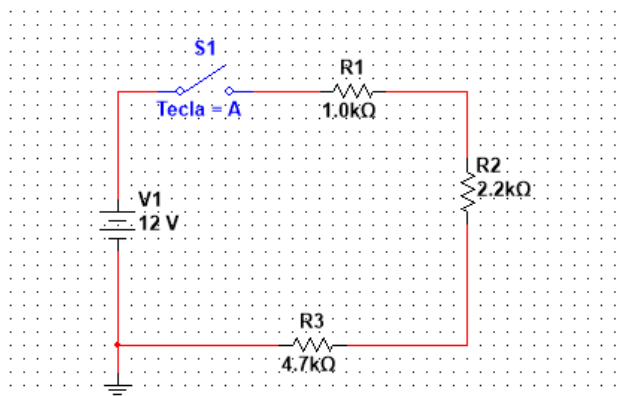 S1
Tecla = A
R1
1.0kΩ
R2
2.2kΩ
V1
12 V
R3
4.7kΩ